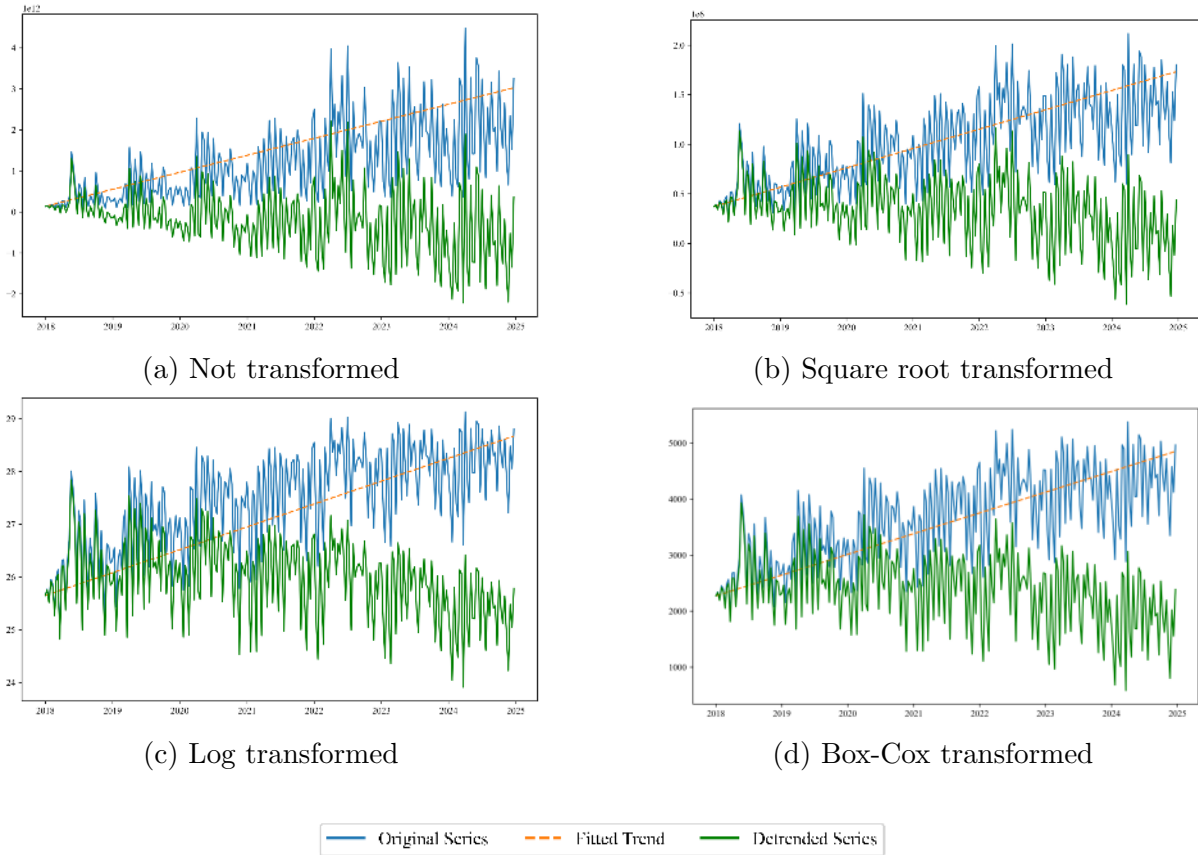 1e12
4
3
2
1
0
−1
−2
2018 2019 2020 2021 2022 2023 2024 2025
(a) Not transformed
1e6
2.0
1.5
1.0
0.5
0.0
0.5
2018 2019 2020 2021 2022 2023 2024 2025
(b) Square root transformed
29
28
27
26
25
24
2018 2019 2020 2021 2022 2023 2024 2025
(c) Log transformed
5000
4000
3000
2000
1000
2018 2019 2020 2021 2022 2023 2024 2025
(d) Box-Cox transformed
Original Series Fitted Trend Detrended Series